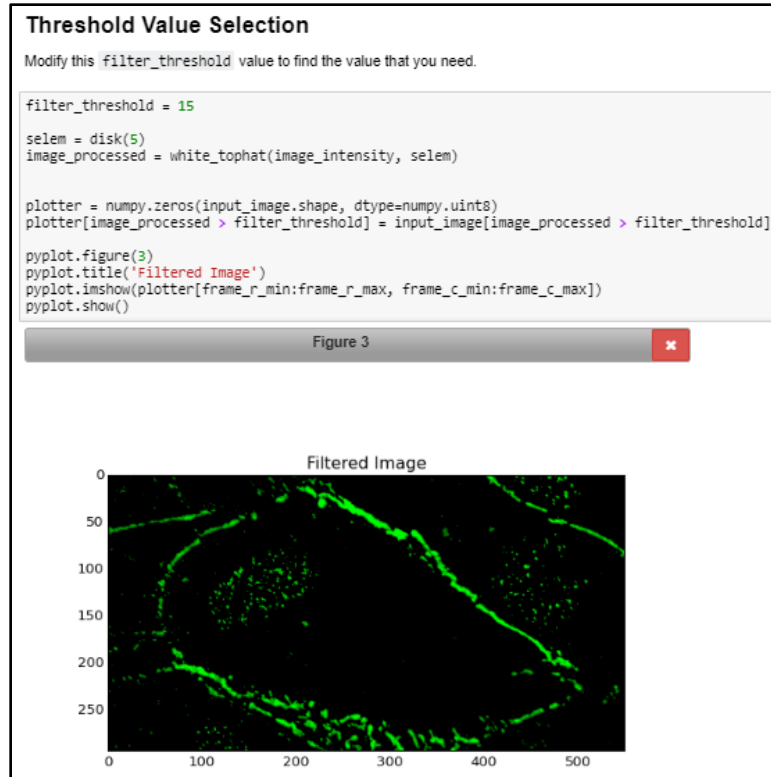 Threshold Value Selection
Modify this filter_threshold value to find the value that you need.
filter_threshold = 15
selem = disk(5)
image_processed = white_tophat(image_intensity, selem)
plotter = numpy.zeros(input_image.shape, dtype=numpy.uint8)
plotter[image_processed > filter_threshold] = input_image[image_processed > filter_threshold]
pyplot.figure(3)
pyplot.title('Filtered Image')
pyplot.imshow(plotter[frame_r_min:frame_r_max, frame_c_min:frame_c_max])
pyplot.show()
Figure 3
Filtered Image
0
50
100
150
200
250
0 100 200 300 400 500